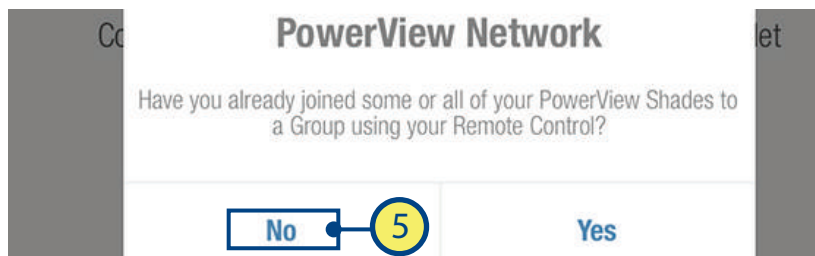 PowerView Network
Have you already joined some or all of your PowerView Shades to
a Group using your Remote Control?
No 5 Yes